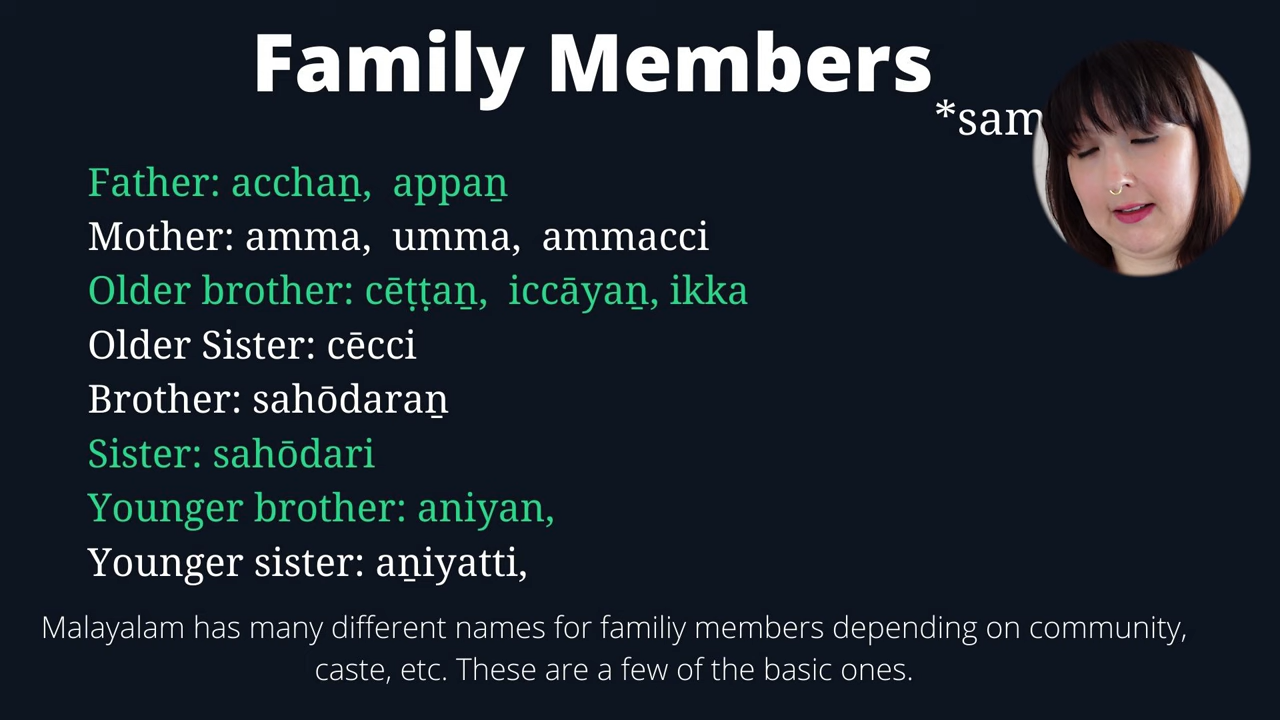 Family Members
*sam
Father: acchaṉ, appaṉ
Mother: amma, umma, ammacci
Older brother: cēṭṭaṉ, iccāyaṉ, ikka
Older Sister: cēcci
Brother: sahōdaraṉ
Sister: sahōdari
Younger brother: aniyan,
Younger sister: aṉiyatti,
Malayalam has many different names for familiy members depending on community,
caste, etc. These are a few of the basic ones.